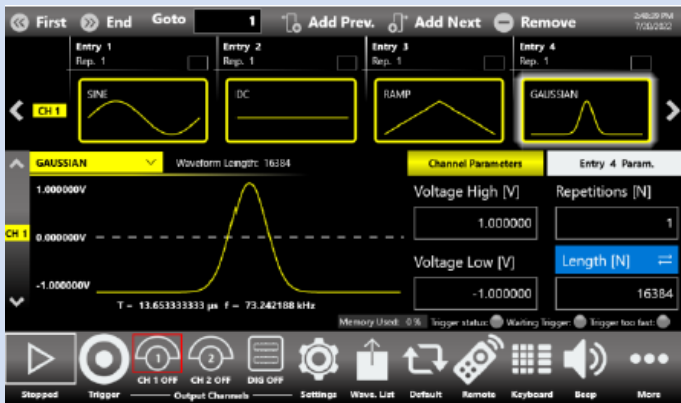 First End Goto 1 Add Prev. Add Next Remove
7/20/2022
Entry 1 Entry 2 Entry 3 Entry 4
Rep. 1 Rep. 1 Rep. 1 Rep. 1
SINE DC RAMP GAUSSIAN
CH 1
GAUSSIAN Waveform Length: 16384 Channel Parameters Entry 4 Param.
1.000000V
Voltage High [V] Repetitions [N]
1.000000 1
CH 1 0.000000V
Voltage Low [V] Length [N]
-1.000000V
-1.000000 16384
T = 13.653333333 µs f = 73.242188 kHz
Memory Used: 0 % Trigger status: Waiting Trigger: Trigger too fast:
1 2
CH 1 OFF CH 2 OFF DIG OFF
Stopped Trigger Output Channels Settings Wave. List Default Remote Keyboard Beep More